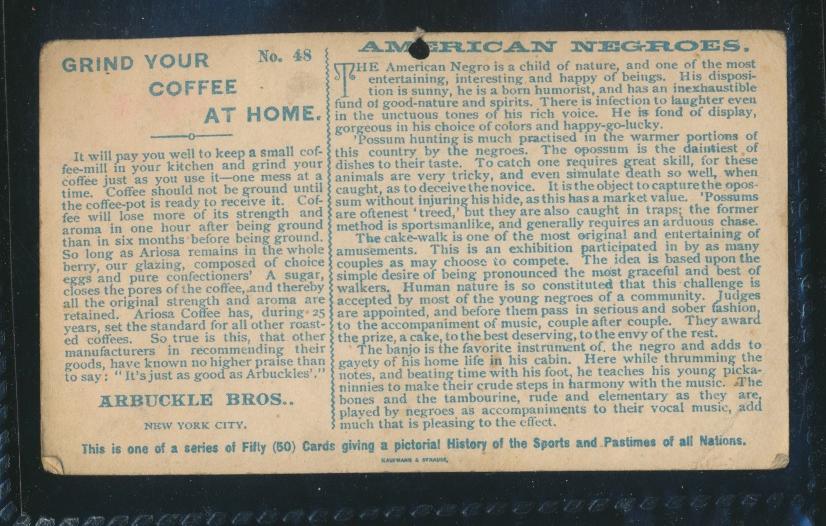 GRIND YOUR
COFFEE
AT HOME.
It will pay you well to keep a small cof-
fee-mill in your kitchen and grind your
coffee just as you use it—one mess at a
time. Coffee should not be ground until
the coffee-pot is ready to receive it. Cof-
fee will lose more of its strength and
aroma in one hour after being ground
than in six months before being ground.
So long as Ariosa remains in the whole
berry, our glazing, composed of choice
eggs and pure confectioners' A sugar,
closes the pores of the coffee, and thereby
all the original strength and aroma are
retained. Ariosa Coffee has, during 25
years, set the standard for all other roast-
ed coffees. So true is this, that other
manufacturers in recommending their
goods, have known no higher praise than
to say: "It's just as good as Arbuckles'."
ARBUCKLE BROS..
NEW YORK CITY.
No. 48
AMERICAN NEGROES.
THE American Negro is a child of nature, and one of the most
entertaining, interesting and happy of beings. His disposi-
tion is sunny, he is a born humorist, and has an inexhaustible
fund of good-nature and spirits. There is infection to laughter even
in the unctuous tones of his rich voice. He is fond of display,
gorgeous in his choice of colors and happy-go-lucky.
'Possum hunting is much practised in the warmer portions of
this country by the negroes. The opossum is the daintiest of
dishes to their taste. To catch one requires great skill, for these
animals are very tricky, and even simulate death so well, when
caught, as to deceive the novice. It is the object to capture the opos-
sum without injuring his hide, as this has a market value. 'Possums
are oftenest 'treed,' but they are also caught in traps; the former
method is sportsmanlike, and generally requires an arduous chase.
The cake-walk is one of the most original and entertaining of
amusements. This is an exhibition participated in by as many
couples as may choose to compete. The idea is based upon the
simple desire of being pronounced the most graceful and best of
walkers. Human nature is so constituted that this challenge is
accepted by most of the young negroes of a community. Judges
are appointed, and before them pass in serious and sober fashion,
to the accompaniment of music, couple after couple. They award
the prize, a cake, to the best deserving, to the envy of the rest.
The banjo is the favorite instrument of, the negro and adds to
gayety of his home life in his cabin. Here while thrumming the
notes, and beating time with his foot, he teaches his young picka-
ninnies to make their crude steps in harmony with the music. The
bones and the tambourine, rude and elementary as they are,
played by negroes as accompaniments to their vocal music, add
much that is pleasing to the effect.
This is one of a series of Fifty (50) Cards giving a pictorial History of the Sports and Pastimes of all Nations.
KAUFMANN & STRAUSS,